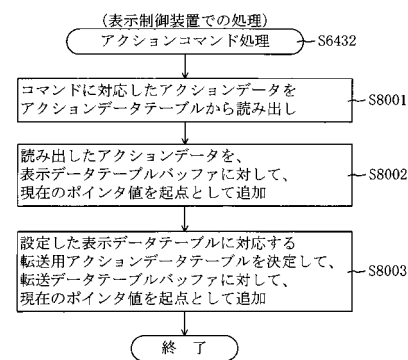 (表示制御装置での処理)
アクションコマンド処理
S6432
コマンドに対応したアクションデータを
アクションデータテーブルから読み出し
S8001
読み出したアクションデータを、
表示データテーブルバッファに対して、
現在のポインタ値を起点として追加
S8002
設定した表示データテーブルに対応する
転送用アクションデータテーブルを決定して、
転送データテーブルバッファに対して、
現在のポインタ値を起点として追加
S8003
終 了